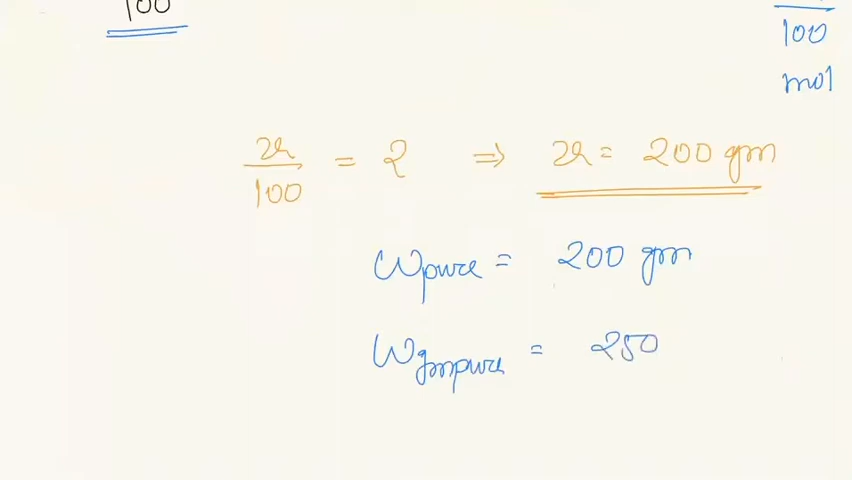 100
100
mol
x/100 = 2 ⇒ x = 200 gm
Wpure = 200 gm
WImpure = 250